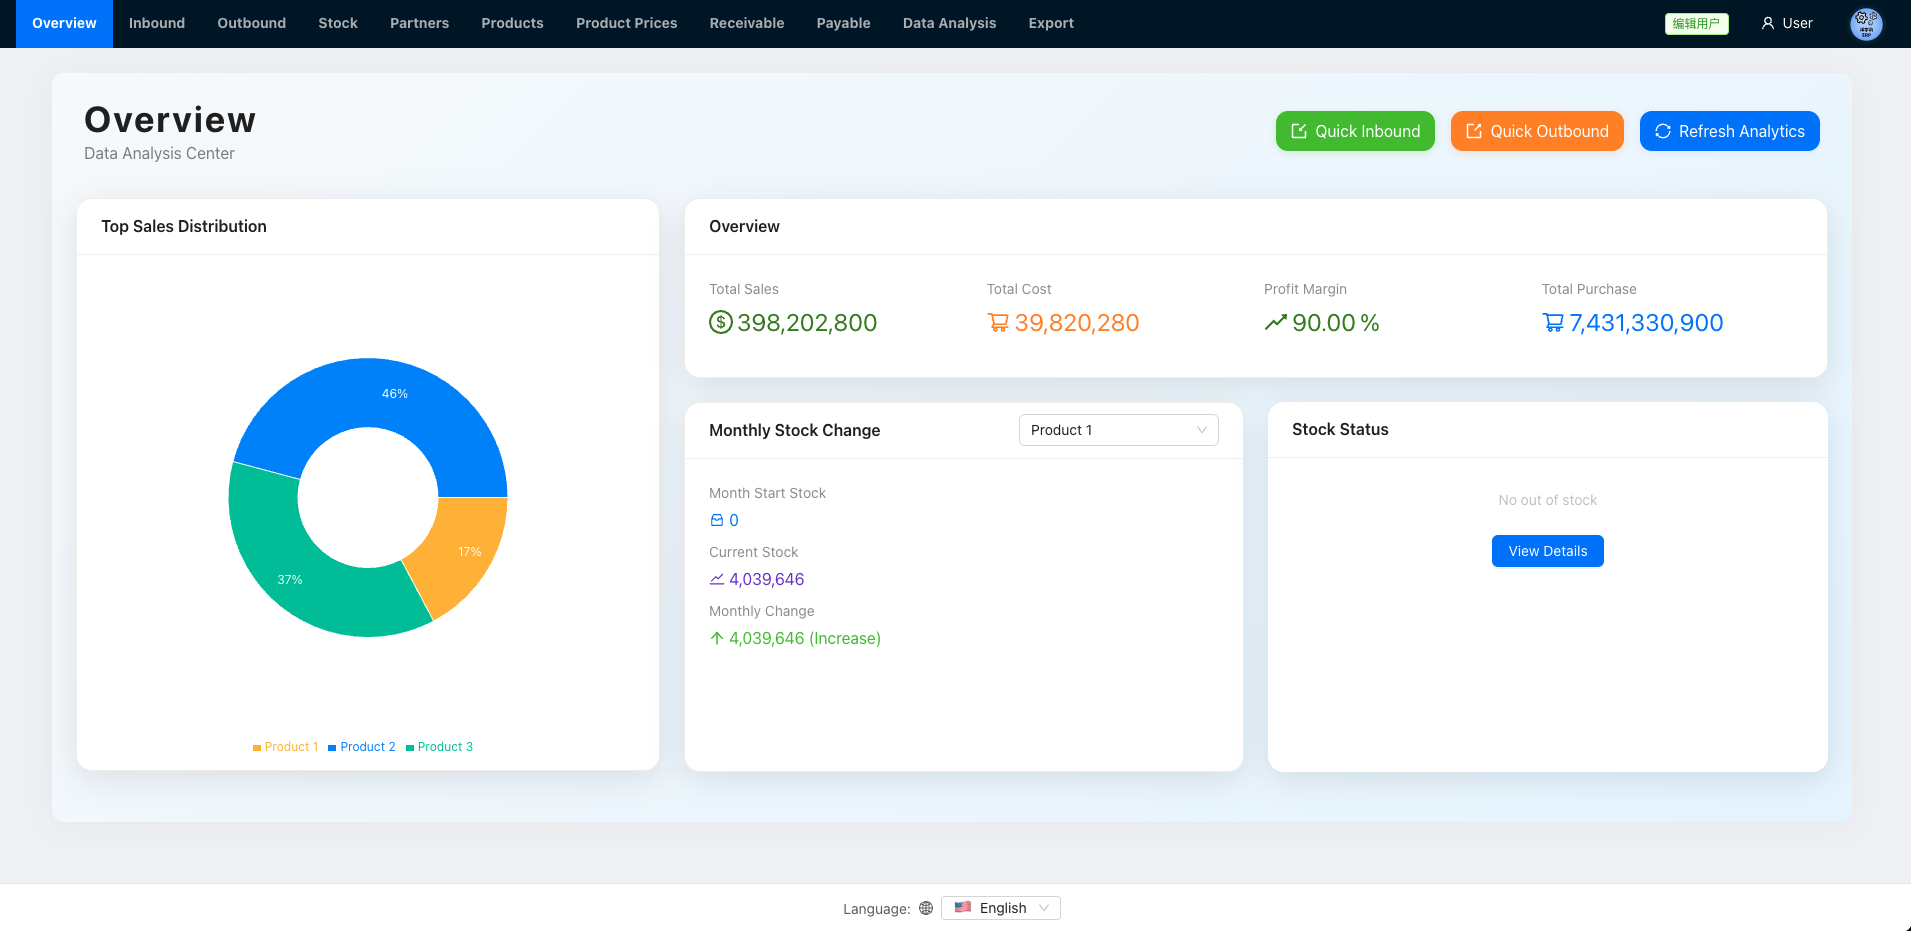 Overview Inbound Outbound Stock Partners Products Product Prices Receivable Payable Data Analysis Export 编辑用户 User
Overview
Data Analysis Center
Quick Inbound Quick Outbound Refresh Analytics
Top Sales Distribution
46%
17%
37%
Product 1 Product 2 Product 3
Overview
Total Sales Total Cost Profit Margin Total Purchase
398,202,800 39,820,280 90.00 % 7,431,330,900
Monthly Stock Change Product 1
Month Start Stock
0
Current Stock
4,039,646
Monthly Change
4,039,646 (Increase)
Stock Status
No out of stock
View Details
Language: English